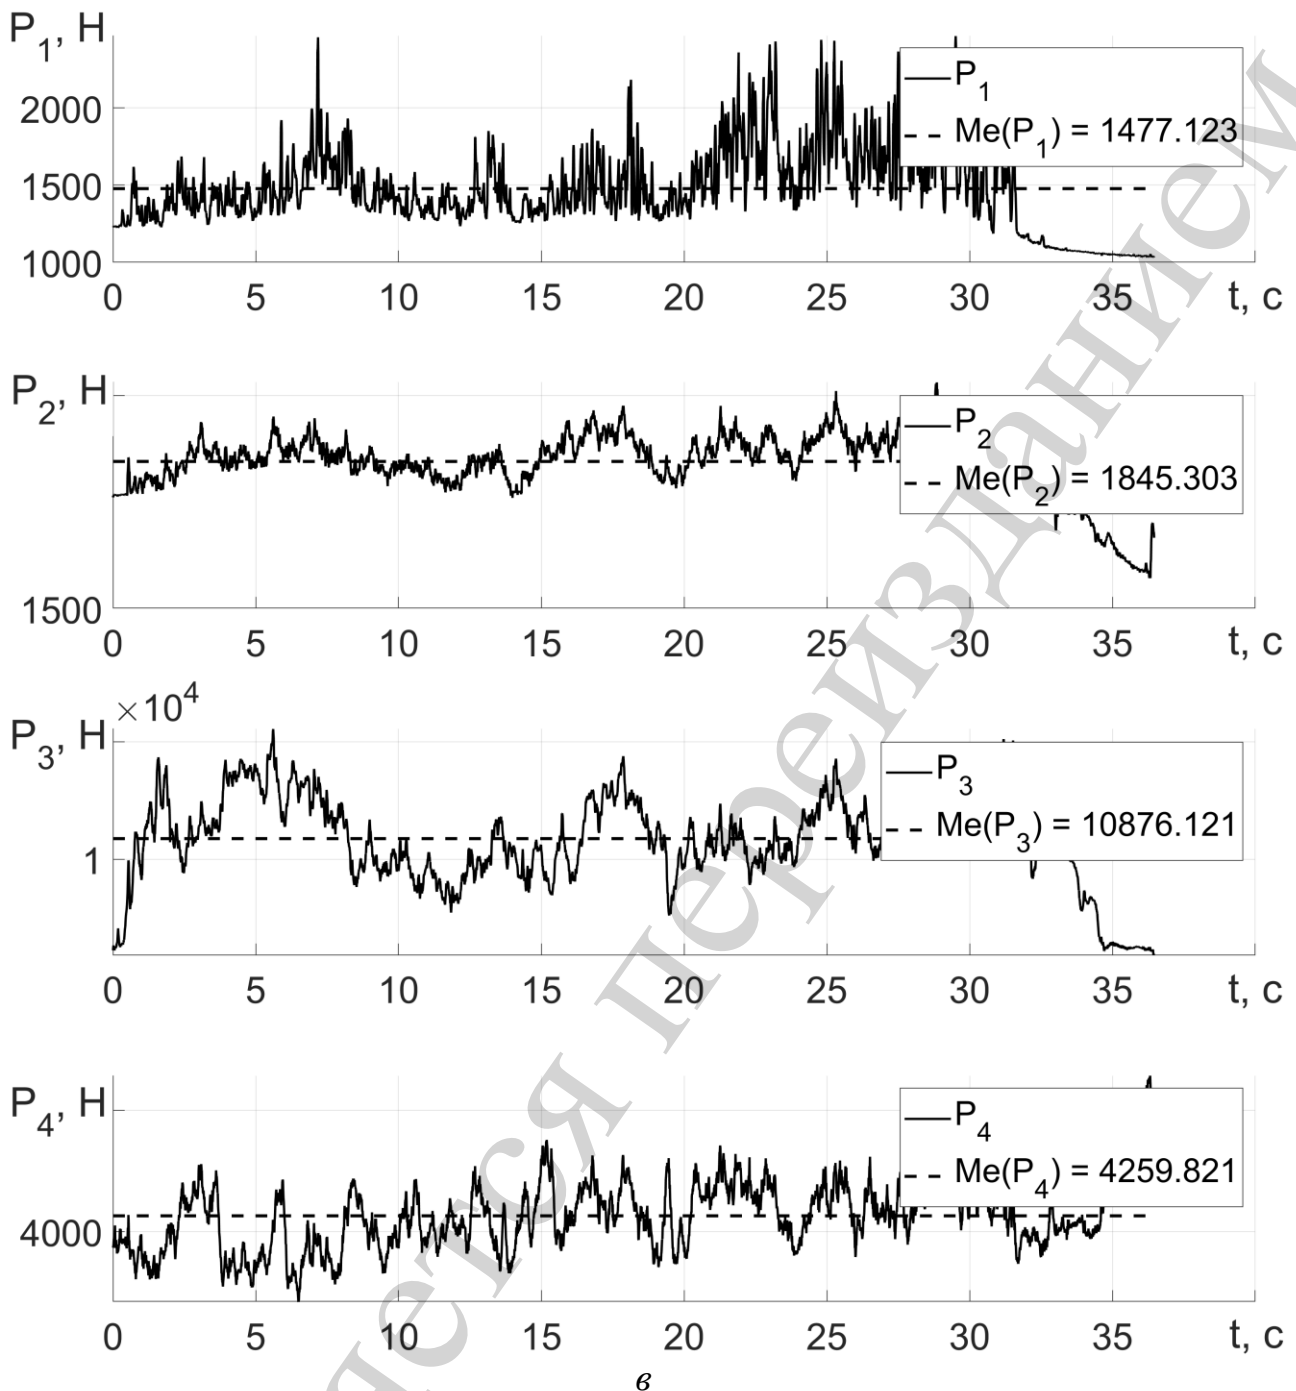 P₁, Н
2000
1500
1000
P₁
Me(P₁) = 1477.123
0 5 10 15 20 25 30 35 t, с
P₂, Н
1500
P₂
Me(P₂) = 1845.303
0 5 10 15 20 25 30 35 t, с
×10⁴
P₃, Н
1
P₃
Me(P₃) = 10876.121
0 5 10 15 20 25 30 35 t, с
P₄, Н
4000
P₄
Me(P₄) = 4259.821
0 5 10 15 20 25 30 35 t, с
в
ается переизданием